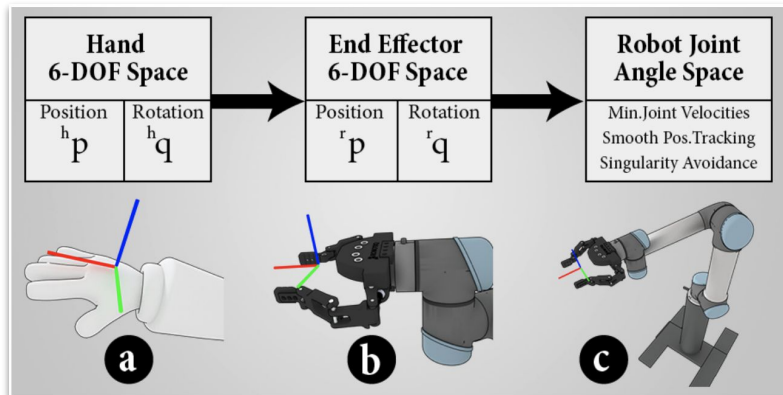 Hand
6-DOF Space
Position
Rotation
hp
hq
End Effector
6-DOF Space
Position
Rotation
rp
rq
Robot Joint
Angle Space
Min.Joint Velocities
Smooth Pos.Tracking
Singularity Avoidance
a
b
c